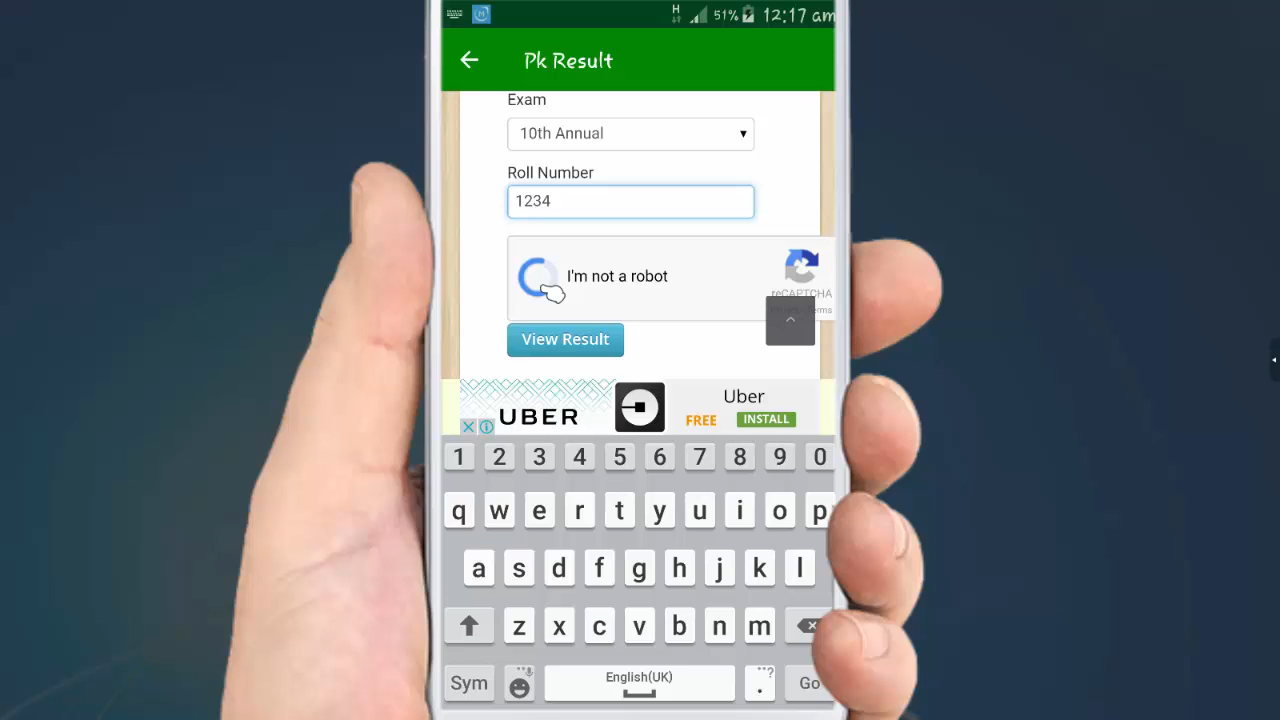 H 51% 12:17 am
Pk Result
Exam
10th Annual
Roll Number
1234
I'm not a robot
reCAPTCHA
Terms
View Result
UBER
Uber
FREE INSTALL
1 2 3 4 5 6 7 8 9 0
q w e r t y u i o p
a s d f g h j k l
z x c v b n m
Sym English(UK) . ..? Go